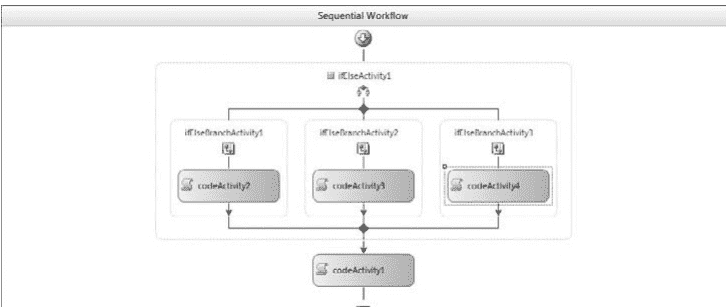 Sequential Workflow
ifElseActivity1
ifElseBranchActivity1 ifElseBranchActivity2 ifElseBranchActivity3
codeActivity2 codeActivity3 codeActivity4
codeActivity1